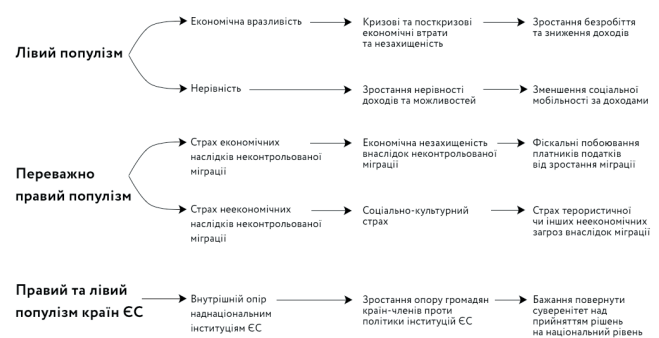 Лівий популізм
Економічна вразливість
Кризові та посткризові
економічні втрати
та незахищеність
Зростання безробіття
та зниження доходів
Нерівність
Зростання нерівності
доходів та можливостей
Зменшення соціальної
мобільності за доходами
Переважно
правий популізм
Страх економічних
наслідків неконтрольованої
міграції
Економічна незахищеність
внаслідок неконтрольованої
міграції
Фіскальні побоювання
платників податків
від зростання міграції
Страх неекономічних
наслідків неконтрольованої
міграції
Соціально-культурний
страх
Страх терористичної
чи інших неекономічних
загроз внаслідок міграції
Правий та лівий
популізм країн ЄС
Внутрішній опір
наднаціональним
інституціям ЄС
Зростання опору громадян
країн-членів проти
політики інституцій ЄС
Бажання повернути
суверенітет над
прийняттям рішень
на національний рівень